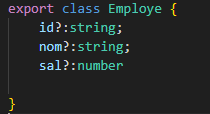 export class Employe {
id?:string;
nom?:string;
sal?:number
}